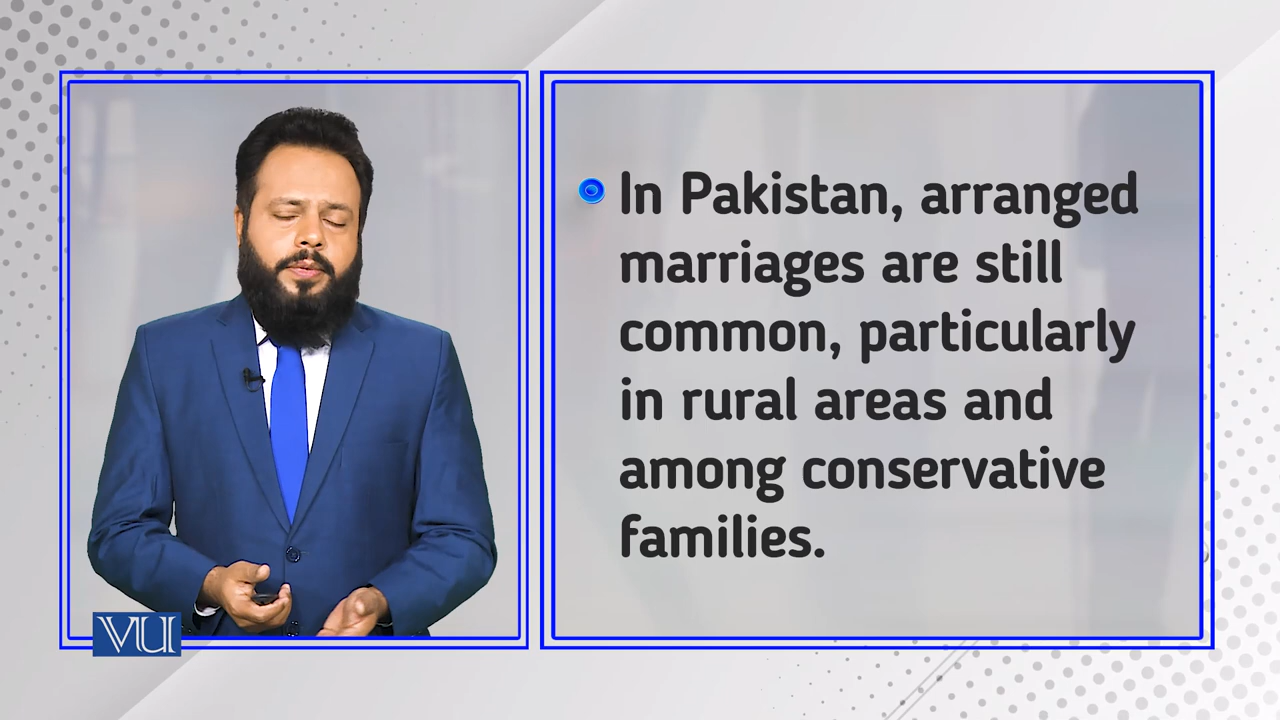 In Pakistan, arranged
marriages are still
common, particularly
in rural areas and
among conservative
families.
VU